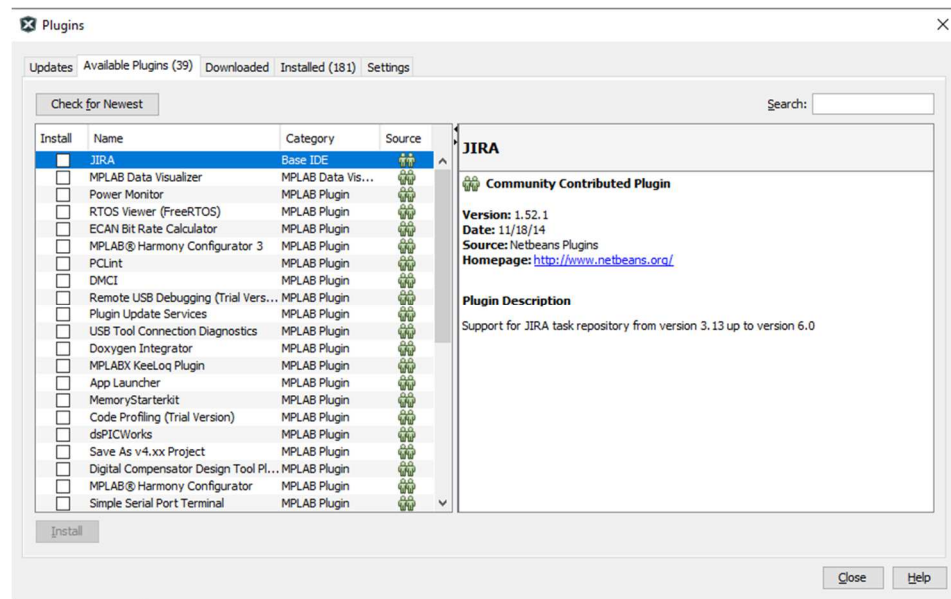 Plugins
Updates Available Plugins (39) Downloaded Installed (181) Settings
Check for Newest Search:
Install Name Category Source
JIRA Base IDE
MPLAB Data Visualizer MPLAB Data Vis...
Power Monitor MPLAB Plugin
RTOS Viewer (FreeRTOS) MPLAB Plugin
ECAN Bit Rate Calculator MPLAB Plugin
MPLAB® Harmony Configurator 3 MPLAB Plugin
PCLint MPLAB Plugin
DMCI MPLAB Plugin
Remote USB Debugging (Trial Vers... MPLAB Plugin
Plugin Update Services MPLAB Plugin
USB Tool Connection Diagnostics MPLAB Plugin
Doxygen Integrator MPLAB Plugin
MPLABX KeeLoq Plugin MPLAB Plugin
App Launcher MPLAB Plugin
MemoryStarterkit MPLAB Plugin
Code Profiling (Trial Version) MPLAB Plugin
dsPICWorks MPLAB Plugin
Save As v4.xx Project MPLAB Plugin
Digital Compensator Design Tool Pl... MPLAB Plugin
MPLAB® Harmony Configurator MPLAB Plugin
Simple Serial Port Terminal MPLAB Plugin
JIRA
Community Contributed Plugin
Version: 1.52.1
Date: 11/18/14
Source: Netbeans Plugins
Homepage: http://www.netbeans.org/
Plugin Description
Support for JIRA task repository from version 3.13 up to version 6.0
Install
Close Help